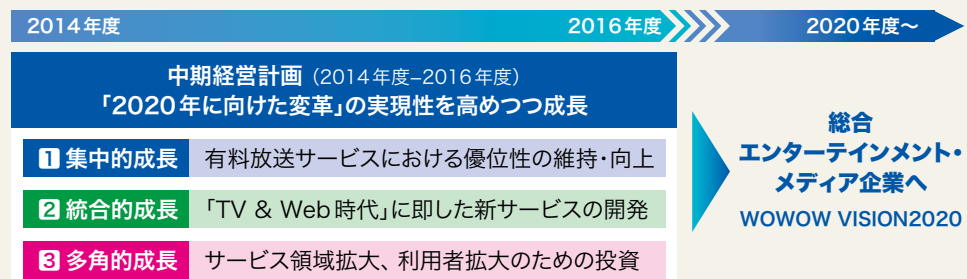 2014年度 2016年度 2020年度〜
中期経営計画（2014年度–2016年度）
「2020年に向けた変革」の実現性を高めつつ成長
1 集中的成長 有料放送サービスにおける優位性の維持・向上
2 統合的成長 「TV & Web時代」に即した新サービスの開発
3 多角的成長 サービス領域拡大、利用者拡大のための投資
総合
エンターテインメント・
メディア企業へ
WOWOW VISION2020